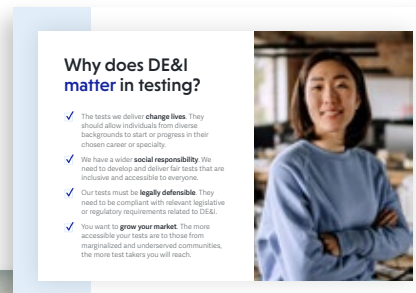 Why does DE&I
matter in testing?
The tests we deliver change lives. They
should allow individuals from diverse
backgrounds to start or progress in their
chosen career or specialty.
We have a wider social responsibility. We
need to develop and deliver fair tests that are
inclusive and accessible to everyone.
Our tests must be legally defensible. They
need to be compliant with relevant legislative
or regulatory requirements related to DE&I.
You want to grow your market. The more
accessible your tests are to those from
marginalized and underserved communities,
the more test takers you will reach.